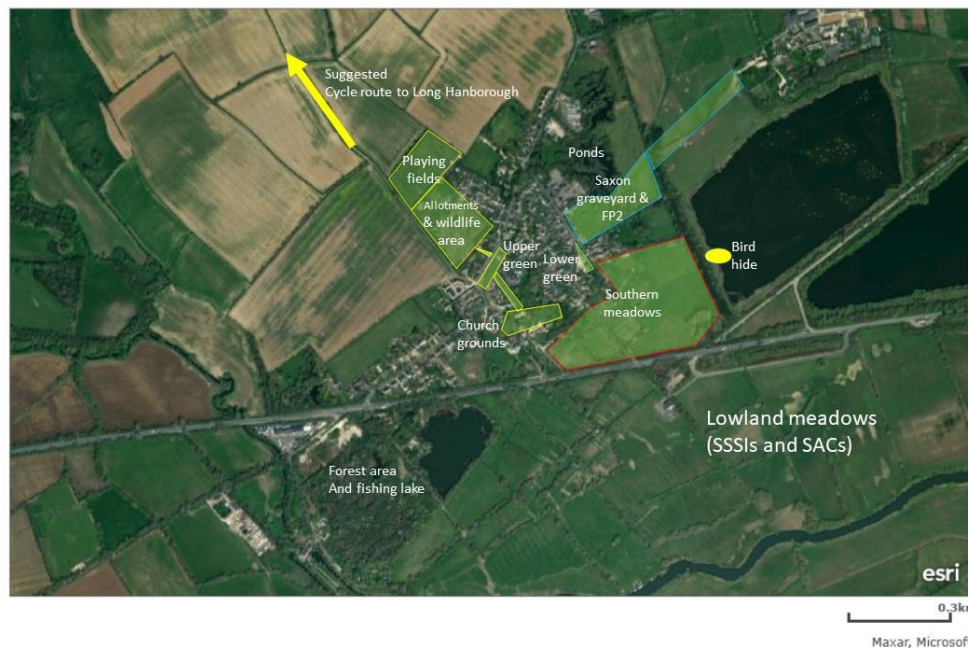 Suggested
Cycle route to Long Hanborough
Playing
fields
Allotments
& wildlife
area
Ponds
Saxon
graveyard &
FP2
Upper
green
Lower
green
Bird
hide
Southern
meadows
Church
grounds
Lowland meadows
(SSSIs and SACs)
Forest area
And fishing lake
esri
0.3k
Maxar, Microsof